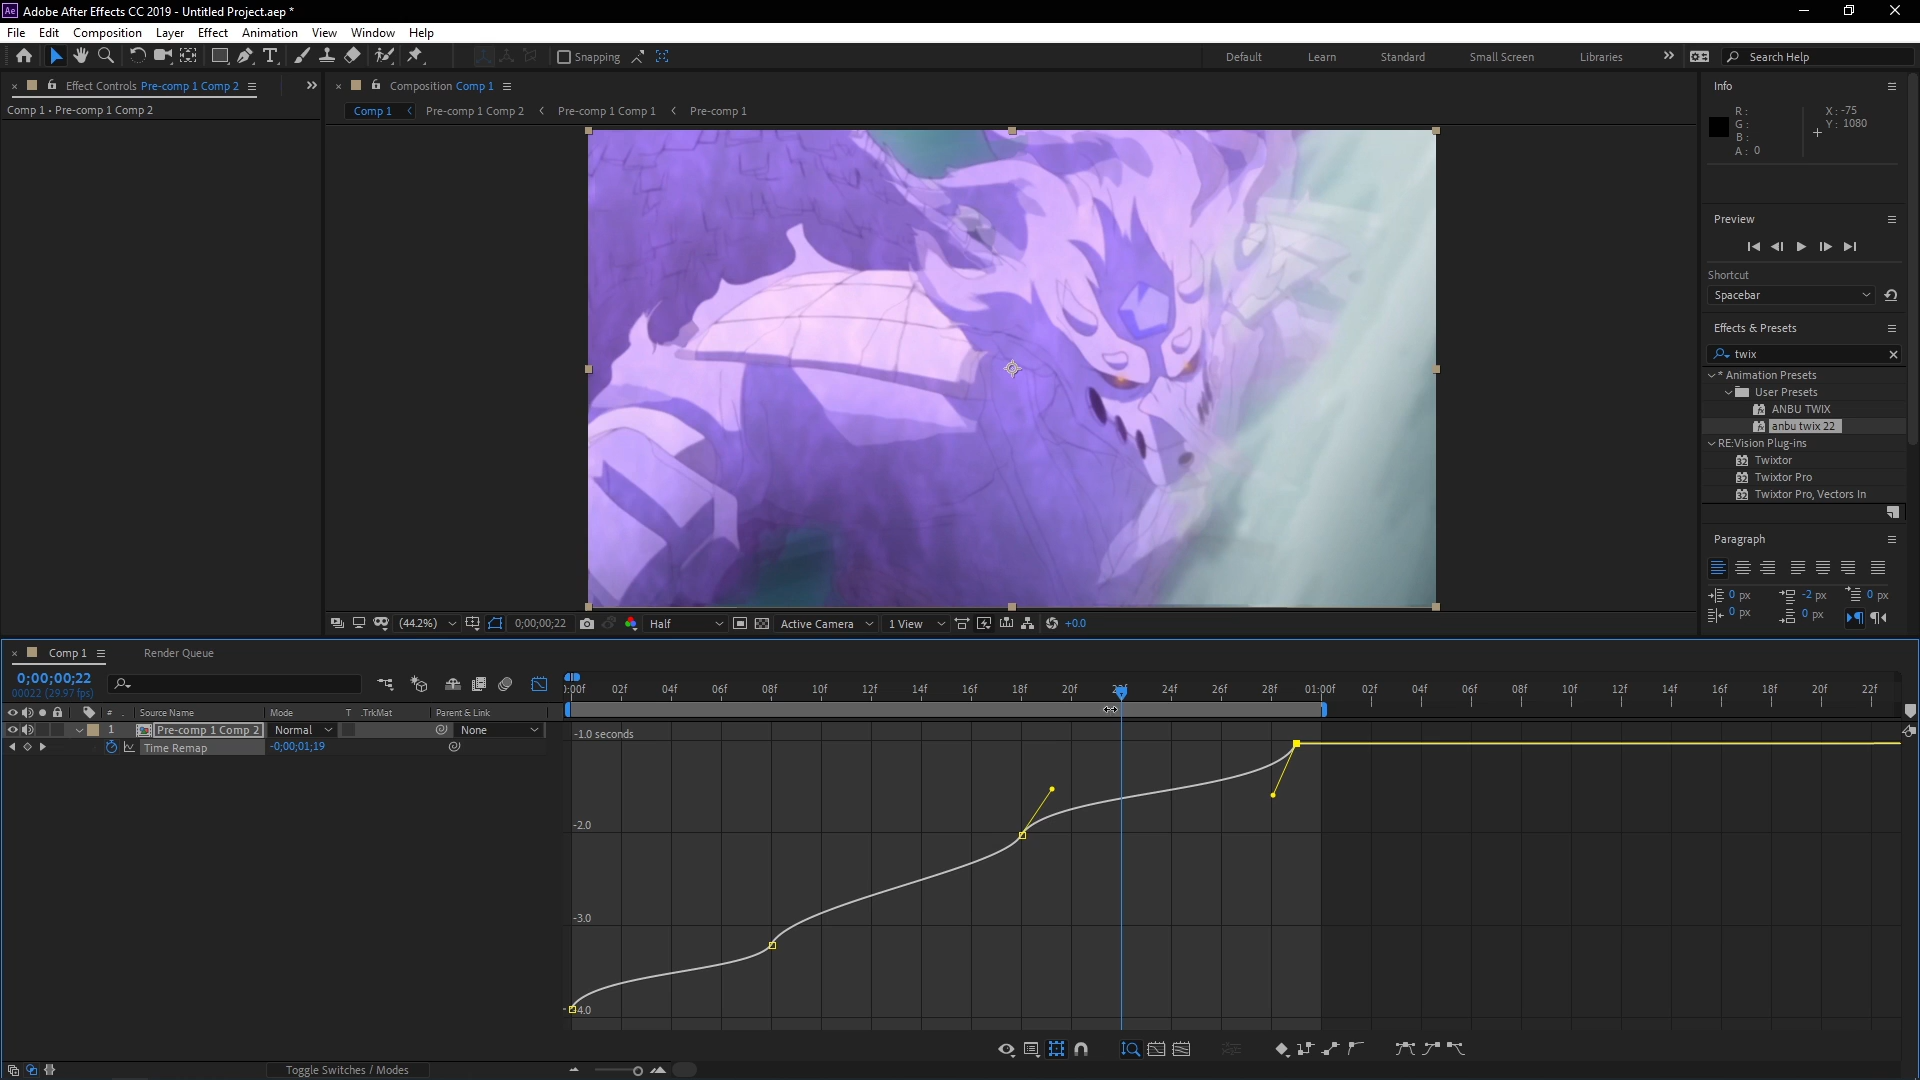 Ae Adobe After Effects CC 2019 - Untitled Project.aep *
File Edit Composition Layer Effect Animation View Window Help
Snapping
Default Learn Standard Small Screen Libraries Search Help
Effect Controls Pre-comp 1 Comp 2
Comp 1 • Pre-comp 1 Comp 2
Composition Comp 1
Comp 1 Pre-comp 1 Comp 2 Pre-comp 1 Comp 1 Pre-comp 1
Info
R :
G :
B :
A : 0
X : -75
Y : 1080
Preview
Shortcut
Spacebar
Effects & Presets
twix
* Animation Presets
User Presets
ANBU TWIX
anbu twix 22
RE:Vision Plug-ins
32 Twixtor
32 Twixtor Pro
32 Twixtor Pro, Vectors In
Paragraph
0 px -2 px 0 px
0 px 0 px
(44.2%) 0;00;00;22 Half Active Camera 1 View +0.0
Comp 1 Render Queue
0;00;00;22
00022 (29.97 fps)
# Source Name Mode T .TrkMat Parent & Link
1 Pre-comp 1 Comp 2 Normal None
Time Remap -0;00;01;19
):00f 02f 04f 06f 08f 10f 12f 14f 16f 18f 20f 22f 24f 26f 28f 01:00f 02f 04f 06f 08f 10f 12f 14f 16f 18f 20f 22f
-1.0 seconds
-2.0
-3.0
-4.0
Toggle Switches / Modes